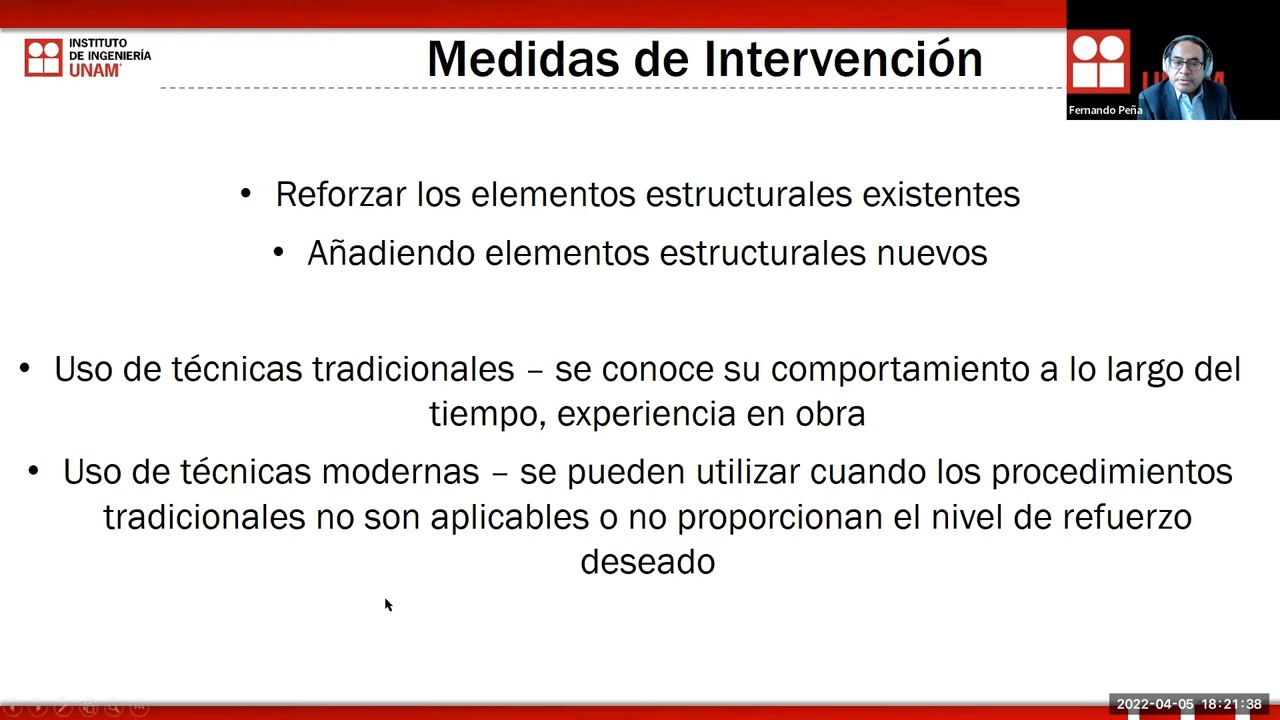 INSTITUTO
DE INGENIERÍA
UNAM
Medidas de Intervención
Fernando Peña
• Reforzar los elementos estructurales existentes
• Añadiendo elementos estructurales nuevos
• Uso de técnicas tradicionales – se conoce su comportamiento a lo largo del
tiempo, experiencia en obra
• Uso de técnicas modernas – se pueden utilizar cuando los procedimientos
tradicionales no son aplicables o no proporcionan el nivel de refuerzo
deseado
2022-04-05 18:21:38